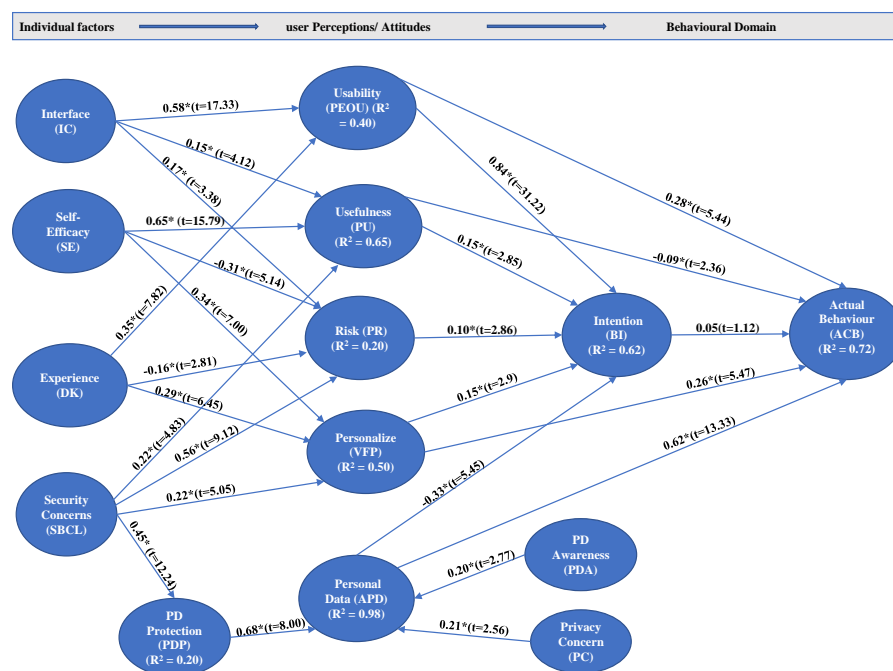 Individual factors
user Perceptions/ Attitudes
Behavioural Domain
Interface
(IC)
Self-
Efficacy
(SE)
Experience
(DK)
Security
Concerns
(SBCL)
PD
Protection
(PDP)
(R² = 0.20)
Usability
(PEOU) (R²
= 0.40)
Usefulness
(PU)
(R² = 0.65)
Risk (PR)
(R² = 0.20)
Personalize
(VFP)
(R² = 0.50)
Personal
Data (APD)
(R² = 0.98)
PD
Awareness
(PDA)
Privacy
Concern
(PC)
Intention
(BI)
(R² = 0.62)
Actual
Behaviour
(ACB)
(R² = 0.72)
0.58*(t=17.33)
0.15* (t=4.12)
0.17* (t=3.38)
0.65* (t=15.79)
-0.31*(t=5.14)
0.34*(t=7.00)
0.35*(t=7.82)
-0.16*(t=2.81)
0.29*(t=6.45)
0.22*(t=4.83)
0.56*(t=9.12)
0.22*(t=5.05)
0.45*
(t=12.24)
0.68*(t=8.00)
0.84*(t=31.22)
0.28*(t=5.44)
0.15*(t=2.85)
-0.09*(t=2.36)
0.10*(t=2.86)
0.05(t=1.12)
0.15*(t=2.9)
0.26*(t=5.47)
-0.33*(t=5.45)
0.62*(t=13.33)
0.20*(t=2.77)
0.21*(t=2.56)